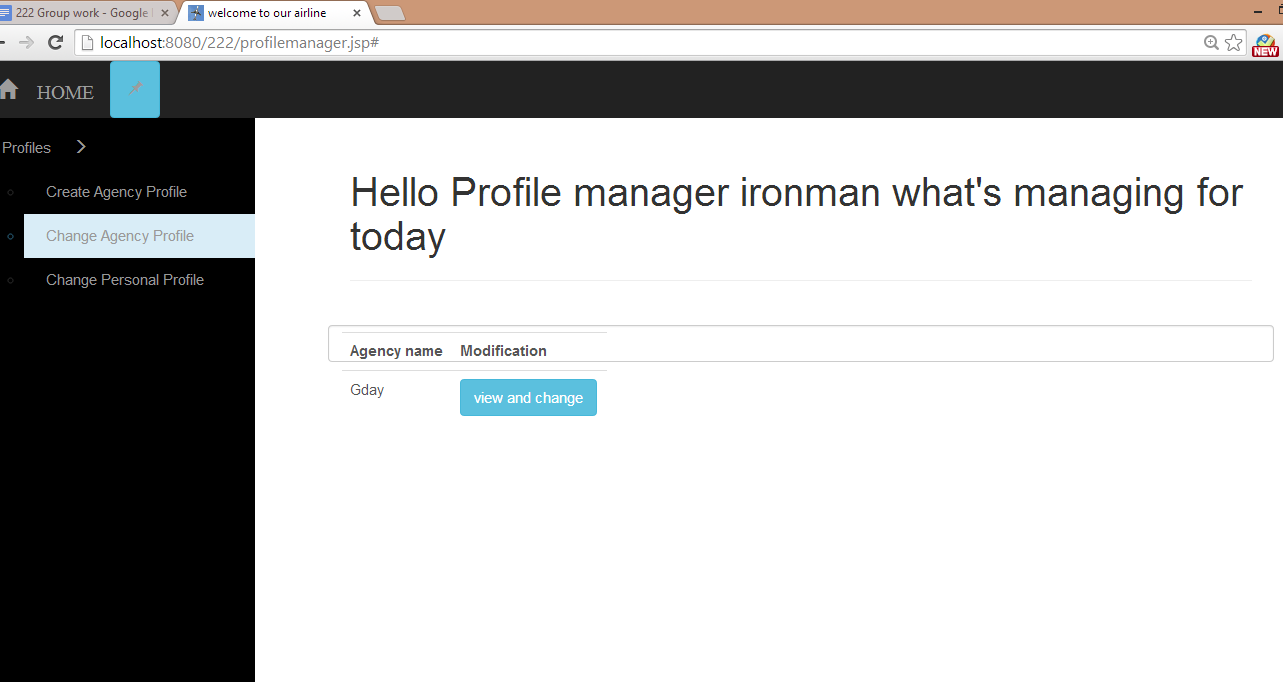 222 Group work - Google
welcome to our airline
localhost:8080/222/profilemanager.jsp#
NEW
HOME
Profiles
Create Agency Profile
Change Agency Profile
Change Personal Profile
Hello Profile manager ironman what's managing for
today
Agency name Modification
Gday view and change